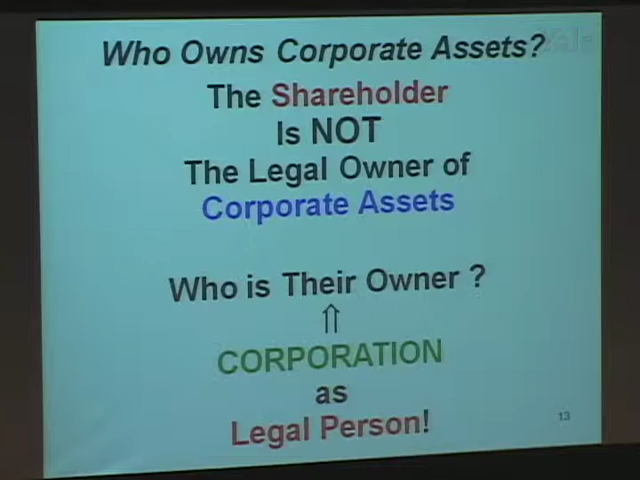 Who Owns Corporate Assets?
The Shareholder
Is NOT
The Legal Owner of
Corporate Assets
Who is Their Owner ?
⇑
CORPORATION
as
Legal Person!
13